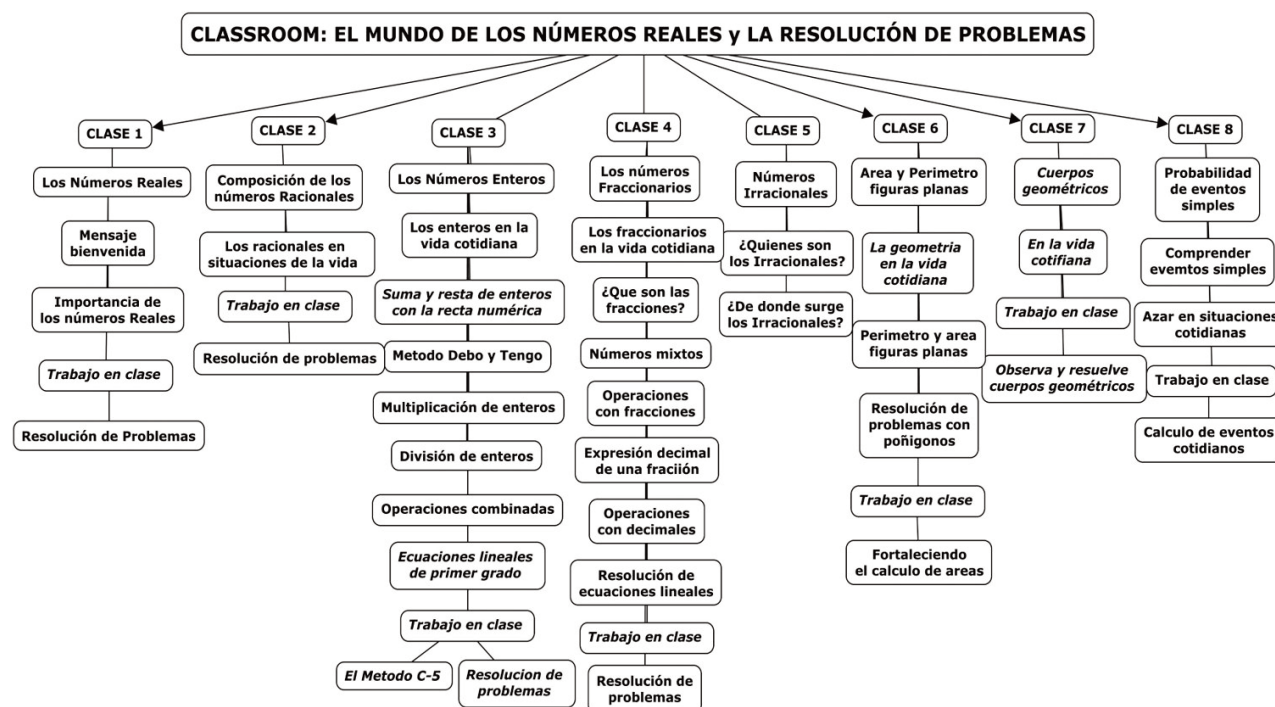 CLASSROOM: EL MUNDO DE LOS NÚMEROS REALES y LA RESOLUCIÓN DE PROBLEMAS
CLASE 1
Los Números Reales
Mensaje
bienvenida
Importancia de
los números Reales
Trabajo en clase
Resolución de Problemas
CLASE 2
Composición de los
números Racionales
Los racionales en
situaciones de la vida
Trabajo en clase
Resolución de problemas
CLASE 3
Los Números Enteros
Los enteros en la
vida cotidiana
Suma y resta de enteros
con la recta numérica
Metodo Debo y Tengo
Multiplicación de enteros
División de enteros
Operaciones combinadas
Ecuaciones lineales
de primer grado
Trabajo en clase
El Metodo C-5
Resolucion de
problemas
CLASE 4
Los números
Fraccionarios
Los fraccionarios
en la vida cotidiana
¿Que son las
fracciones?
Números mixtos
Operaciones
con fracciones
Expresión decimal
de una fraciión
Operaciones
con decimales
Resolución de
ecuaciones lineales
Trabajo en clase
Resolución de
problemas
CLASE 5
Números
Irracionales
¿Quienes son
los Irracionales?
¿De donde surge
los Irracionales?
CLASE 6
Area y Perimetro
figuras planas
La geometria
en la vida
cotidiana
Perimetro y area
figuras planas
Resolución de
problemas con
poñigonos
Trabajo en clase
Fortaleciendo
el calculo de areas
CLASE 7
Cuerpos
geométricos
En la vida
cotifiana
Trabajo en clase
Observa y resuelve
cuerpos geométricos
CLASE 8
Probabilidad
de eventos
simples
Comprender
evemtos simples
Azar en situaciones
cotidianas
Trabajo en clase
Calculo de eventos
cotidianos